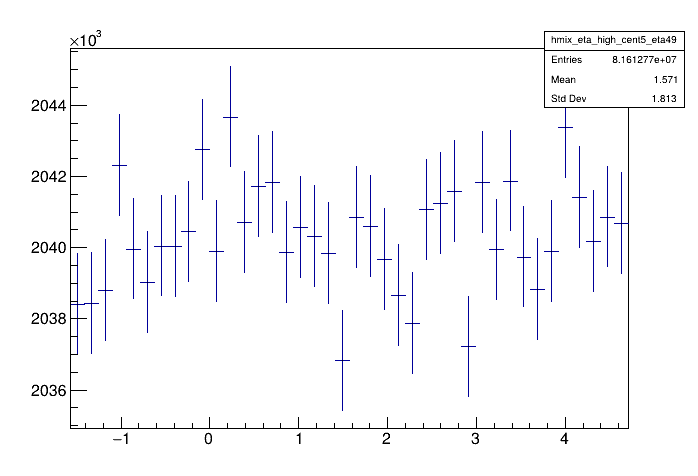 ×10³
hmix_eta_high_cent5_eta49
Entries 8.161277e+07
Mean 1.571
Std Dev 1.813
2044
2042
2040
2038
2036
−1 0 1 2 3 4